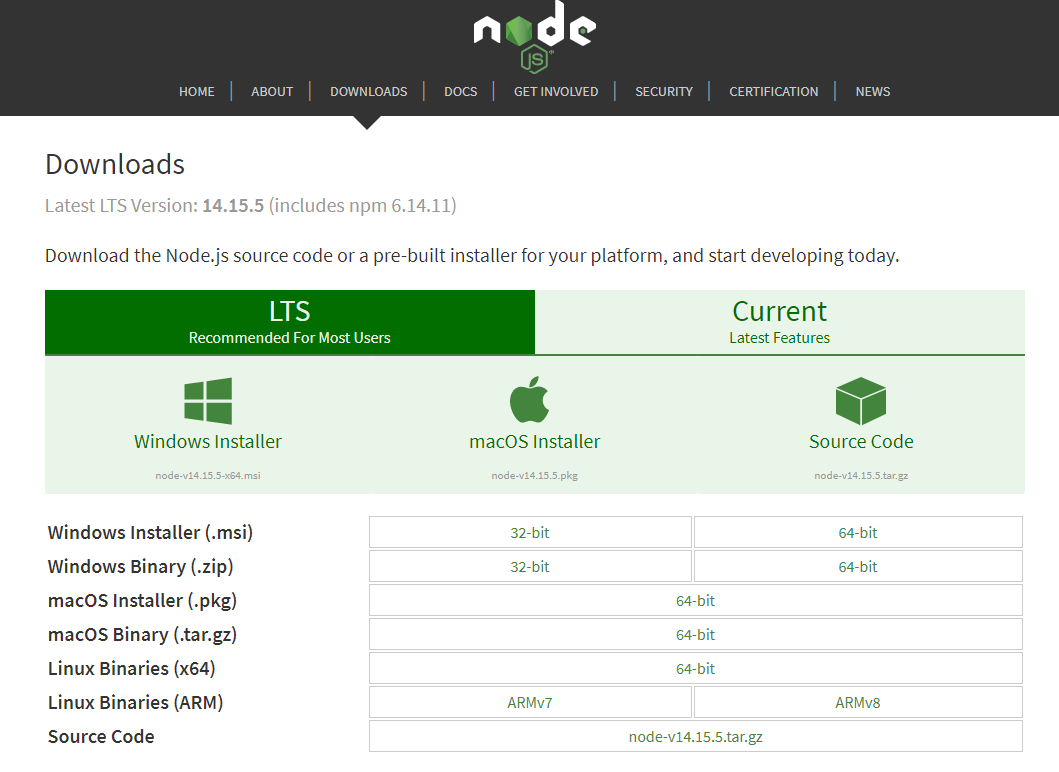 node
JS
HOME ABOUT DOWNLOADS DOCS GET INVOLVED SECURITY CERTIFICATION NEWS
Downloads
Latest LTS Version: 14.15.5 (includes npm 6.14.11)
Download the Node.js source code or a pre-built installer for your platform, and start developing today.
LTS
Recommended For Most Users
Current
Latest Features
Windows Installer
node-v14.15.5-x64.msi
macOS Installer
node-v14.15.5.pkg
Source Code
node-v14.15.5.tar.gz
Windows Installer (.msi) 32-bit 64-bit
Windows Binary (.zip) 32-bit 64-bit
macOS Installer (.pkg) 64-bit
macOS Binary (.tar.gz) 64-bit
Linux Binaries (x64) 64-bit
Linux Binaries (ARM) ARMv7 ARMv8
Source Code node-v14.15.5.tar.gz